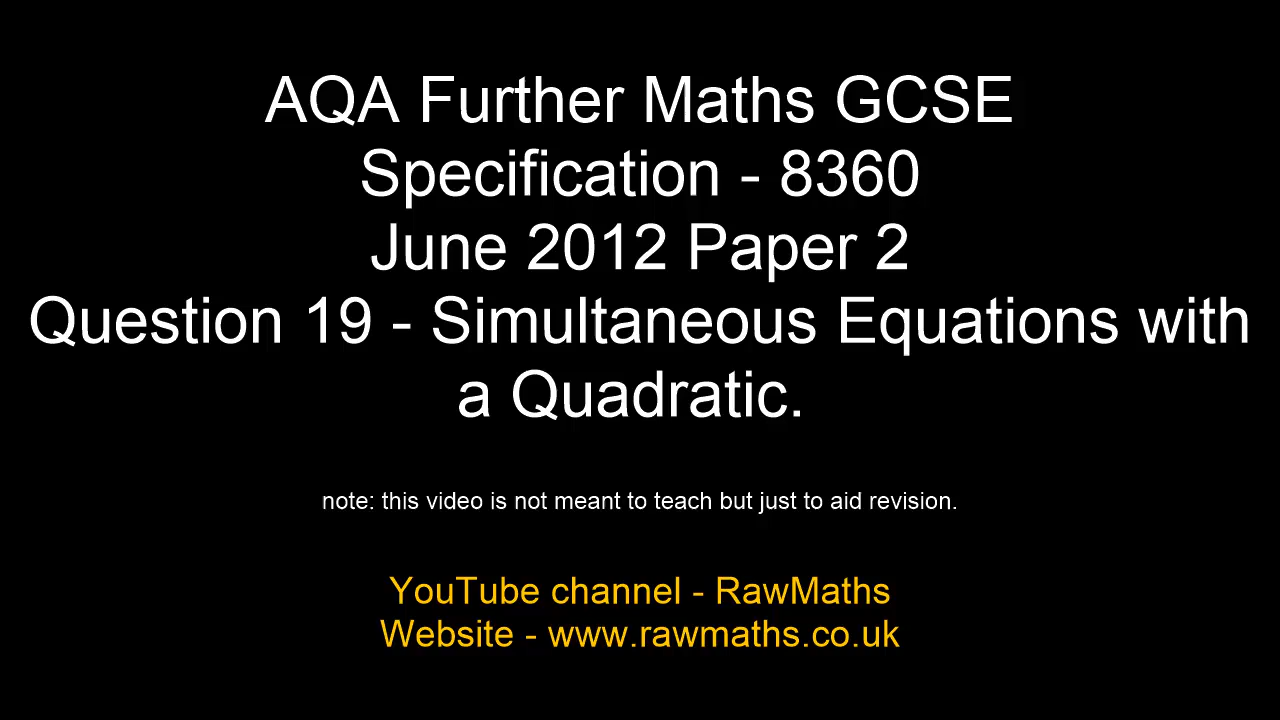 AQA Further Maths GCSE
Specification - 8360
June 2012 Paper 2
Question 19 - Simultaneous Equations with
a Quadratic.
note: this video is not meant to teach but just to aid revision.
YouTube channel - RawMaths
Website - www.rawmaths.co.uk